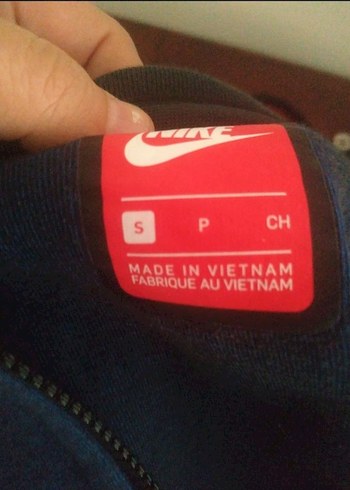 NIKE
S P CH
MADE IN VIETNAM
FABRIQUE AU VIETNAM